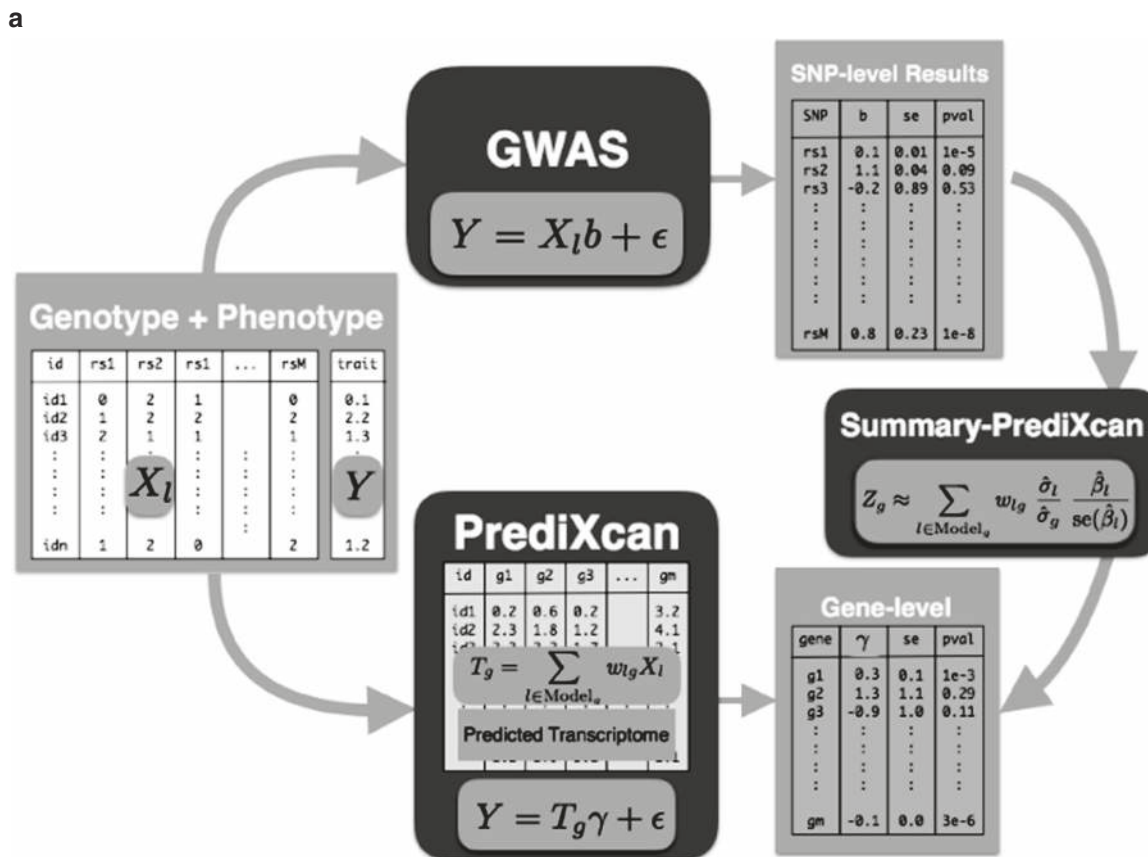 a
GWAS
Y = X_l b + ϵ
SNP-level Results
SNP b se pval
rs1 0.1 0.01 1e-5
rs2 1.1 0.04 0.09
rs3 -0.2 0.89 0.53
: : : :
: : : :
: : : :
: : : :
: : : :
: : : :
rsM 0.8 0.23 1e-8
Genotype + Phenotype
id rs1 rs2 rs1 ... rsM trait
id1 0 2 1 0 0.1
id2 1 2 2 2 2.2
id3 2 1 1 1 1.3
X_l Y
idn 1 2 0 2 1.2
Summary-PrediXcan
Z_g ≈ ∑_{l∈Model_g} w_{lg} \frac{σ̂_l}{σ̂_g} \frac{β̂_l}{se(β̂_l)}
PrediXcan
id g1 g2 g3 ... gm
id1 0.2 0.6 0.2 3.2
id2 2.3 1.8 1.2 4.1
T_g = ∑_{l∈Model_g} w_{lg} X_l
Predicted Transcriptome
Y = T_g γ + ϵ
Gene-level
gene γ se pval
g1 0.3 0.1 1e-3
g2 1.3 1.1 0.29
g3 -0.9 1.0 0.11
: : : :
: : : :
: : : :
: : : :
gm -0.1 0.0 3e-6